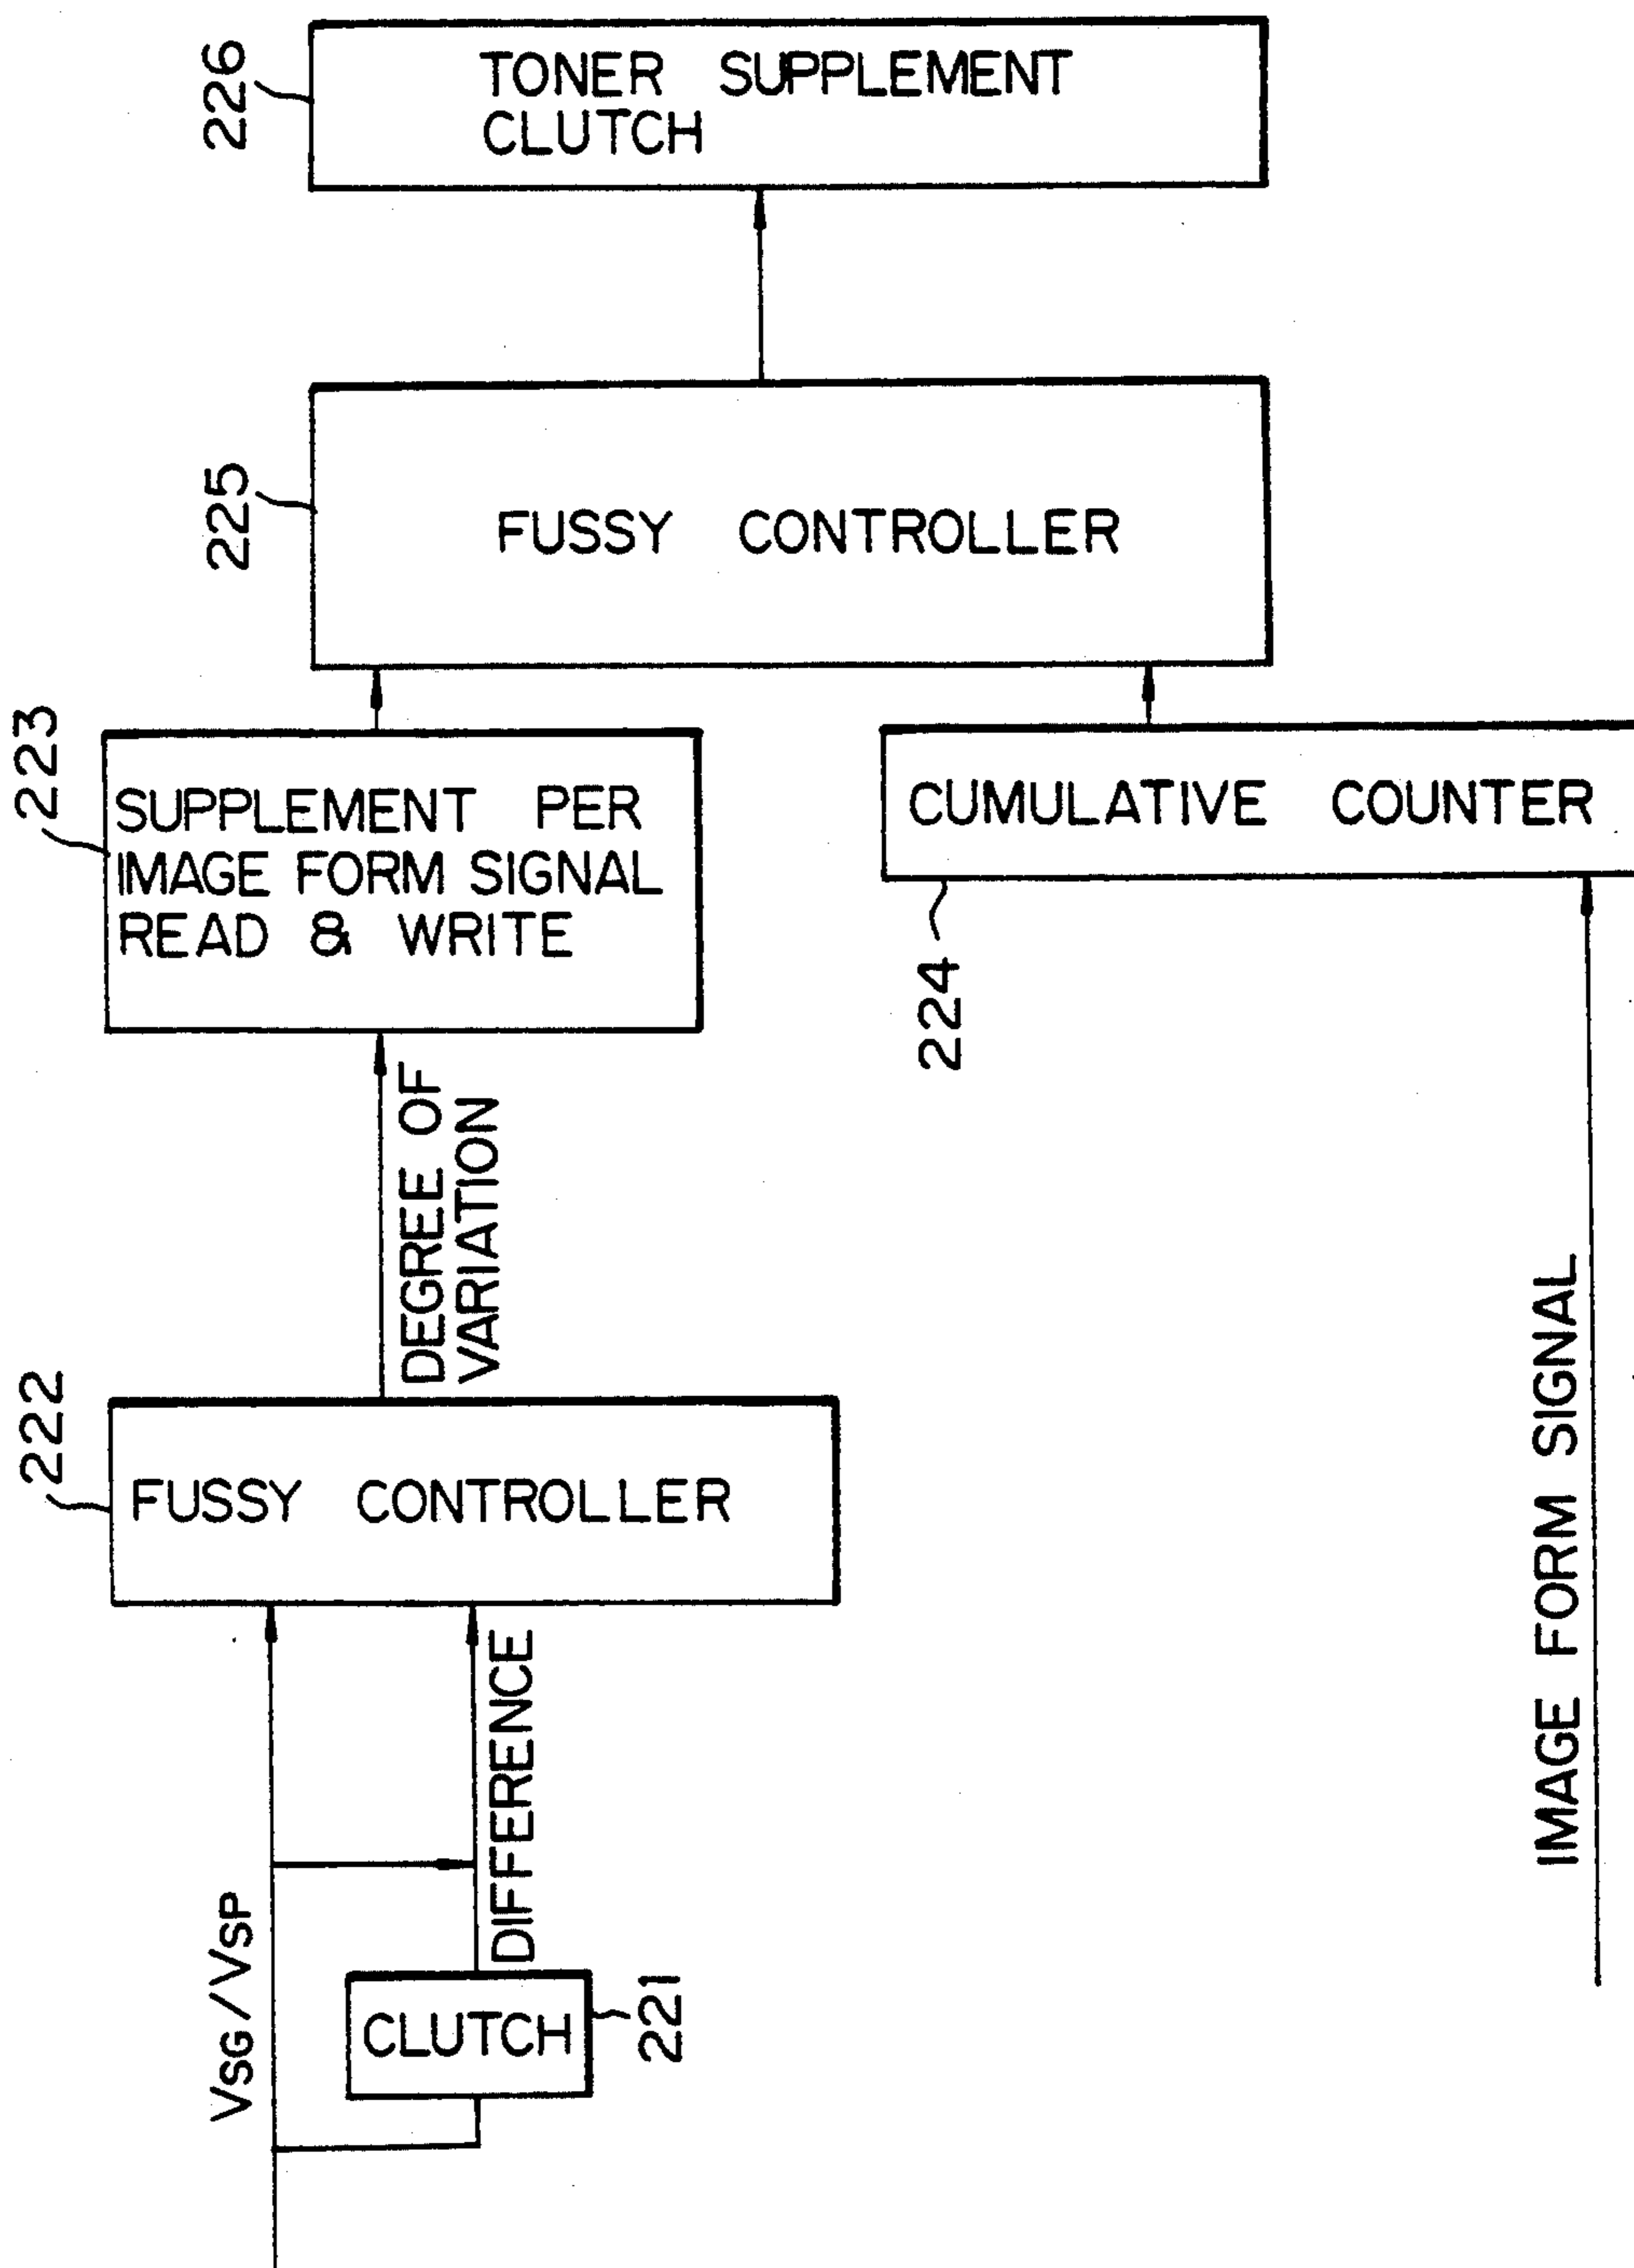 226
TONER SUPPLEMENT
CLUTCH
225
FUSSY CONTROLLER
223
SUPPLEMENT PER
IMAGE FORM SIGNAL
READ & WRITE
CUMULATIVE COUNTER
224
DEGREE OF
VARIATION
222
FUSSY CONTROLLER
DIFFERENCE
VSG/VSP
CLUTCH
221
IMAGE FORM SIGNAL